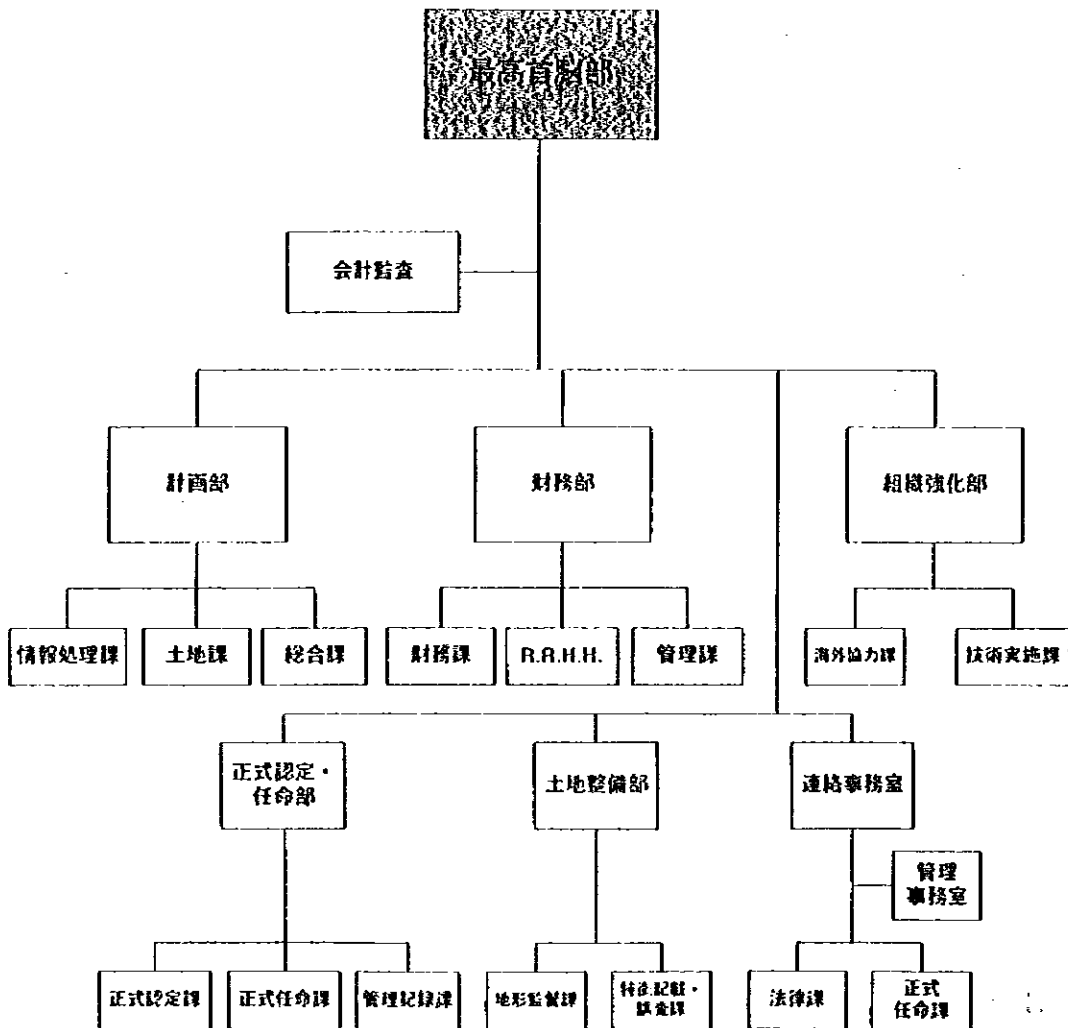 最高首脳部
会計監査
計画部
財務部
組織強化部
情報処理課
土地課
総合課
財務課
R.R.H.H.
管理課
海外協力課
技術実施課
正式認定・
任命部
土地整備部
連絡事務室
管理
事務室
正式認定課
正式任命課
管理記録課
地形監督課
調査課
法律課
正式
任命課